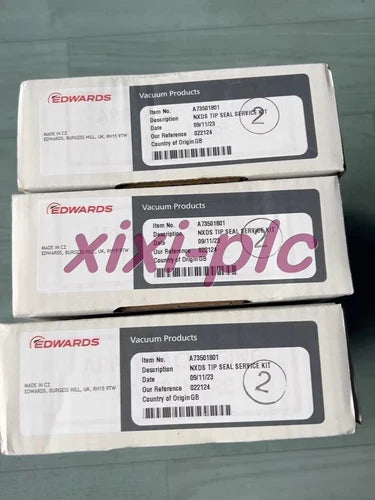 EDWARDS
Vacuum Products
MADE IN CZ
EDWARDS, BURGESS HILL, UK, RH15 9TW
Item No. A73501801
Description NXDS TIP SEAL SERVICE KIT
Date 09/11/23
Our Reference 022124
Country of Origin GB
2
EDWARDS
Vacuum Products
MADE IN CZ
EDWARDS, BURGESS HILL, UK, RH15 9TW
Item No. A73501801
Description NXDS TIP SEAL SERVICE KIT
Date 09/11/23
Our Reference 022124
Country of Origin GB
2
xixi plc
EDWARDS
Vacuum Products
MADE IN CZ
EDWARDS, BURGESS HILL, UK, RH15 9TW
Item No. A73501801
Description NXDS TIP SEAL SERVICE KIT
Date 09/11/23
Our Reference 022124
Country of Origin GB
2